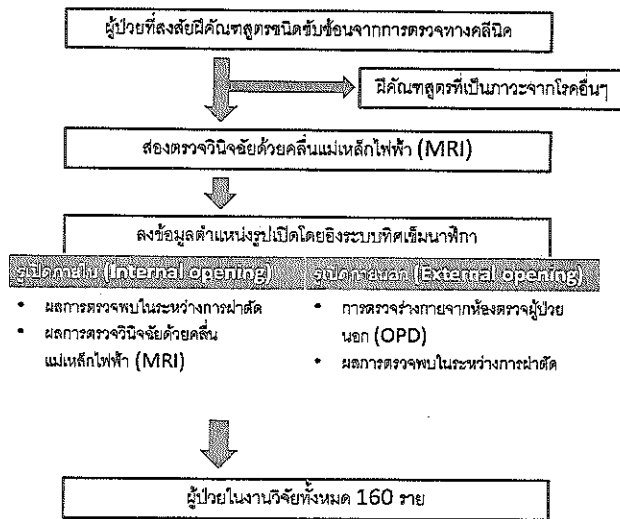 ผู้ป่วยที่สงสัยฝีคัณฑสูตรชนิดซับซ้อนจากการตรวจทางคลินิค
ฝีคัณฑสูตรที่เป็นภาวะจากโรคอื่นๆ
ส่องตรวจวินิจฉัยด้วยคลื่นแม่เหล็กไฟฟ้า (MRI)
ลงข้อมูลตำแหน่งรูเปิดโดยอิงระบบทิศเข็มนาฬิกา
รูเปิดภายใน (Internal opening)
• ผลการตรวจพบในระหว่างการผ่าตัด
• ผลการตรวจวินิจฉัยด้วยคลื่น
แม่เหล็กไฟฟ้า (MRI)
รูเปิดภายนอก (External opening)
• การตรวจร่างกายจากห้องตรวจผู้ป่วย
นอก (OPD)
• ผลการตรวจพบในระหว่างการผ่าตัด
ผู้ป่วยในงานวิจัยทั้งหมด 160 ราย